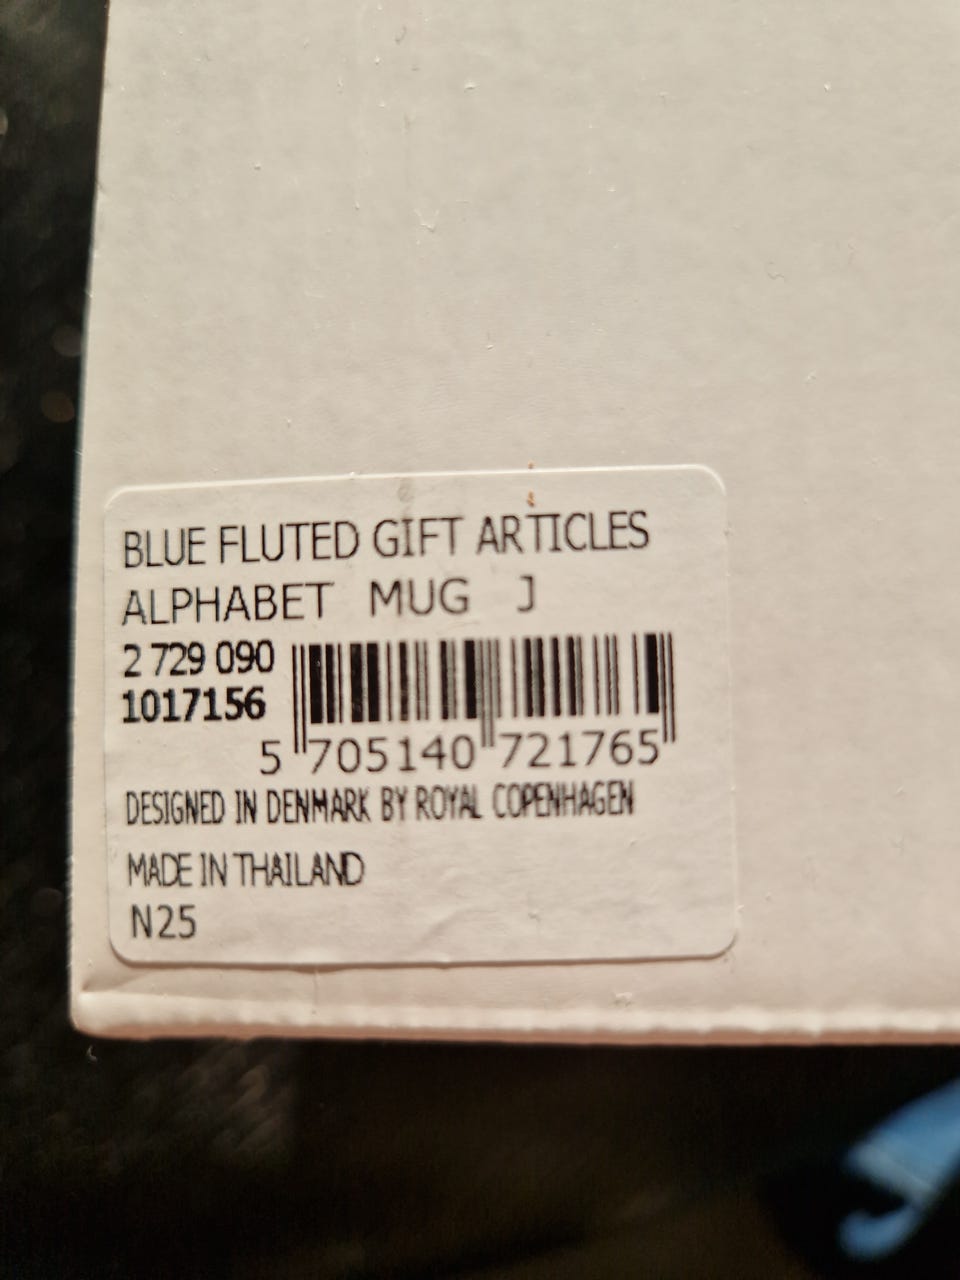 BLUE FLUTED GIFT ARTICLES
ALPHABET MUG J
2 729 090
1017156
5 705140 721765
DESIGNED IN DENMARK BY ROYAL COPENHAGEN
MADE IN THAILAND
N25